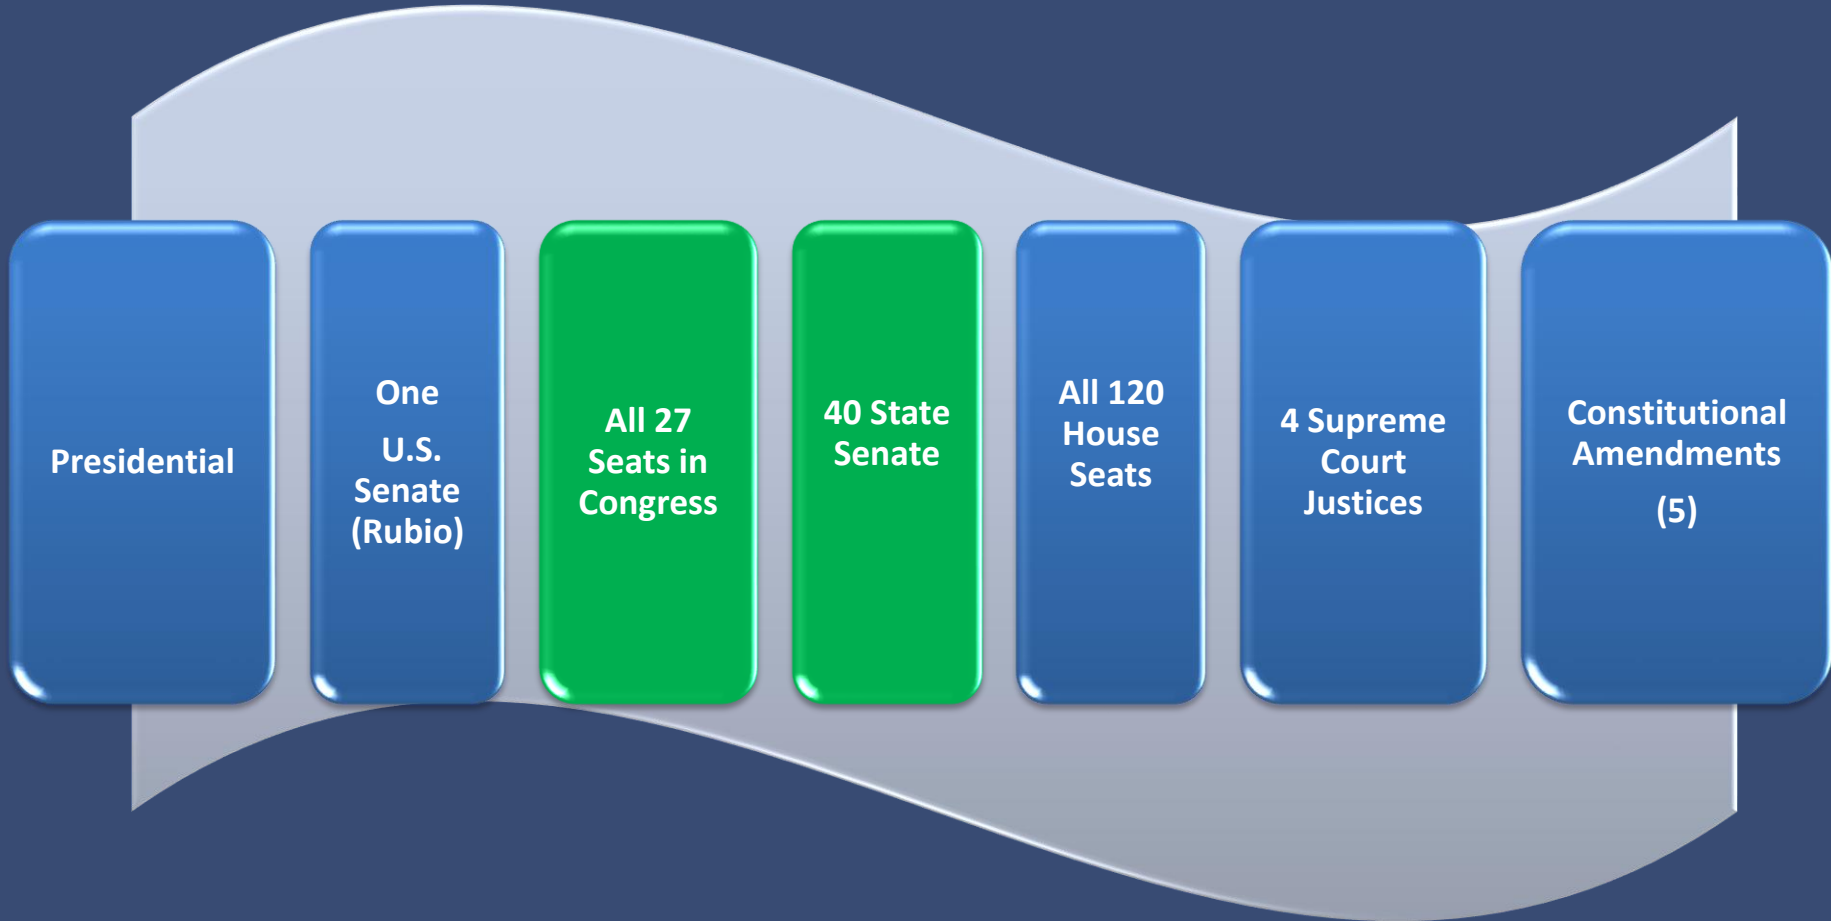 Presidential
One
U.S.
Senate
(Rubio)
All 27
Seats in
Congress
40 State
Senate
All 120
House
Seats
4 Supreme
Court
Justices
Constitutional
Amendments
(5)